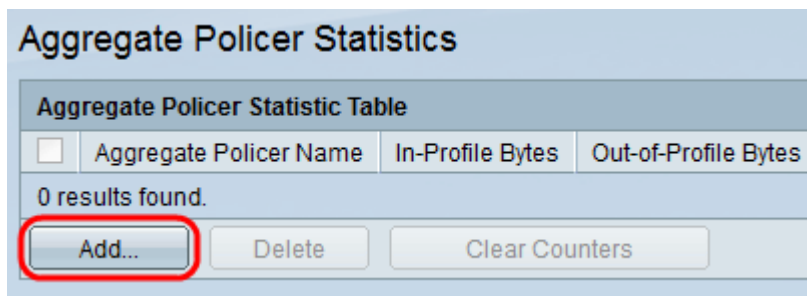 Aggregate Policer Statistics
Aggregate Policer Statistic Table
Aggregate Policer Name In-Profile Bytes Out-of-Profile Bytes
0 results found.
Add... Delete Clear Counters